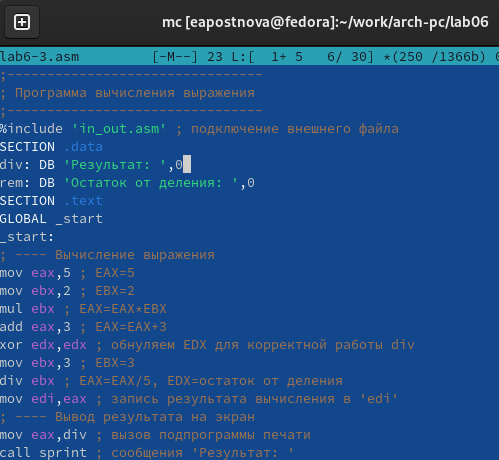 mc [eapostnova@fedora]:~/work/arch-pc/lab06
lab6-3.asm [-M--] 23 L:[ 1+ 5 6/ 30] *(250 /1366b)
;--------------------------------
; Программа вычисления выражения
;--------------------------------
%include 'in_out.asm' ; подключение внешнего файла
SECTION .data
div: DB 'Результат: ',0
rem: DB 'Остаток от деления: ',0
SECTION .text
GLOBAL _start
_start:
; ---- Вычисление выражения
mov eax,5 ; EAX=5
mov ebx,2 ; EBX=2
mul ebx ; EAX=EAX*EBX
add eax,3 ; EAX=EAX+3
xor edx,edx ; обнуляем EDX для корректной работы div
mov ebx,3 ; EBX=3
div ebx ; EAX=EAX/5, EDX=остаток от деления
mov edi,eax ; запись результата вычисления в 'edi'
; ---- Вывод результата на экран
mov eax,div ; вызов подпрограммы печати
call sprint ; сообщения 'Результат: '